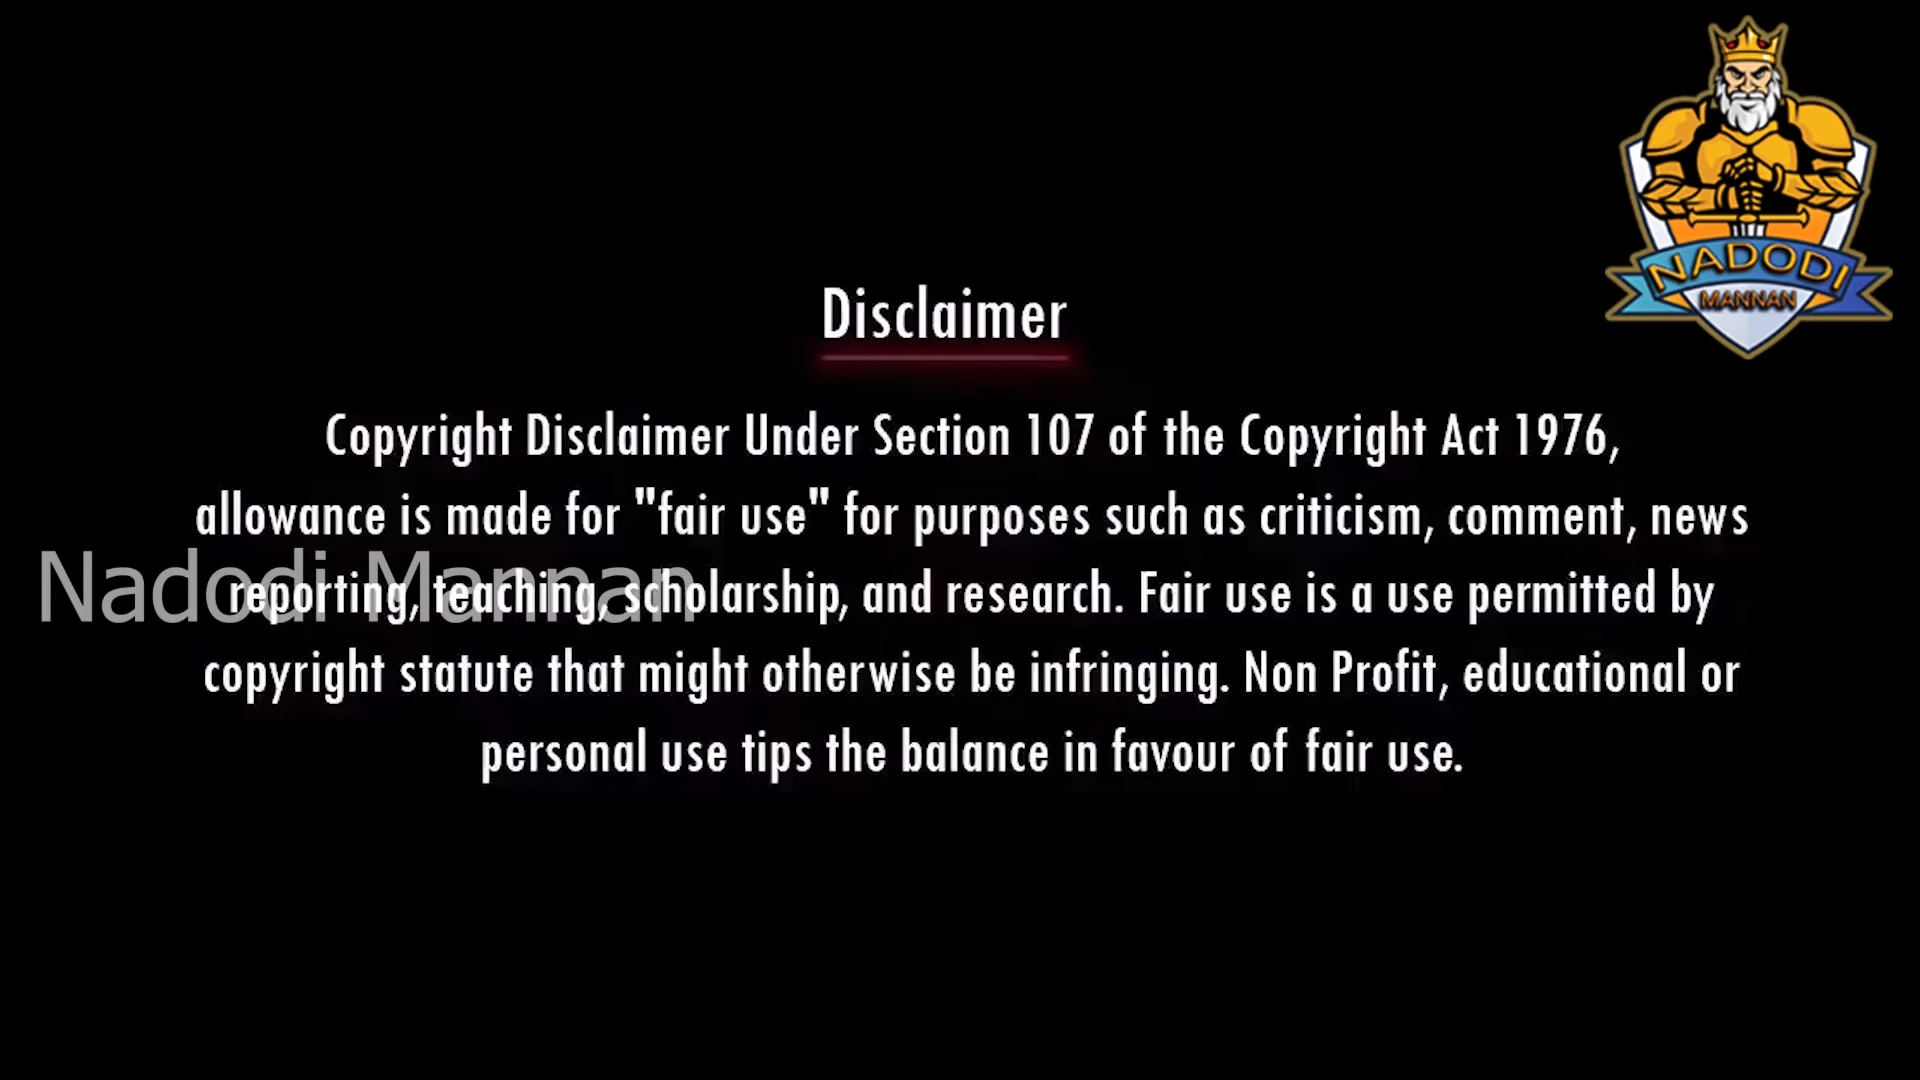 NADODI
MANNAN
Disclaimer
Copyright Disclaimer Under Section 107 of the Copyright Act 1976,
allowance is made for "fair use" for purposes such as criticism, comment, news
reporting, teaching, scholarship, and research. Fair use is a use permitted by
copyright statute that might otherwise be infringing. Non Profit, educational or
personal use tips the balance in favour of fair use.
Nadodi Mannan